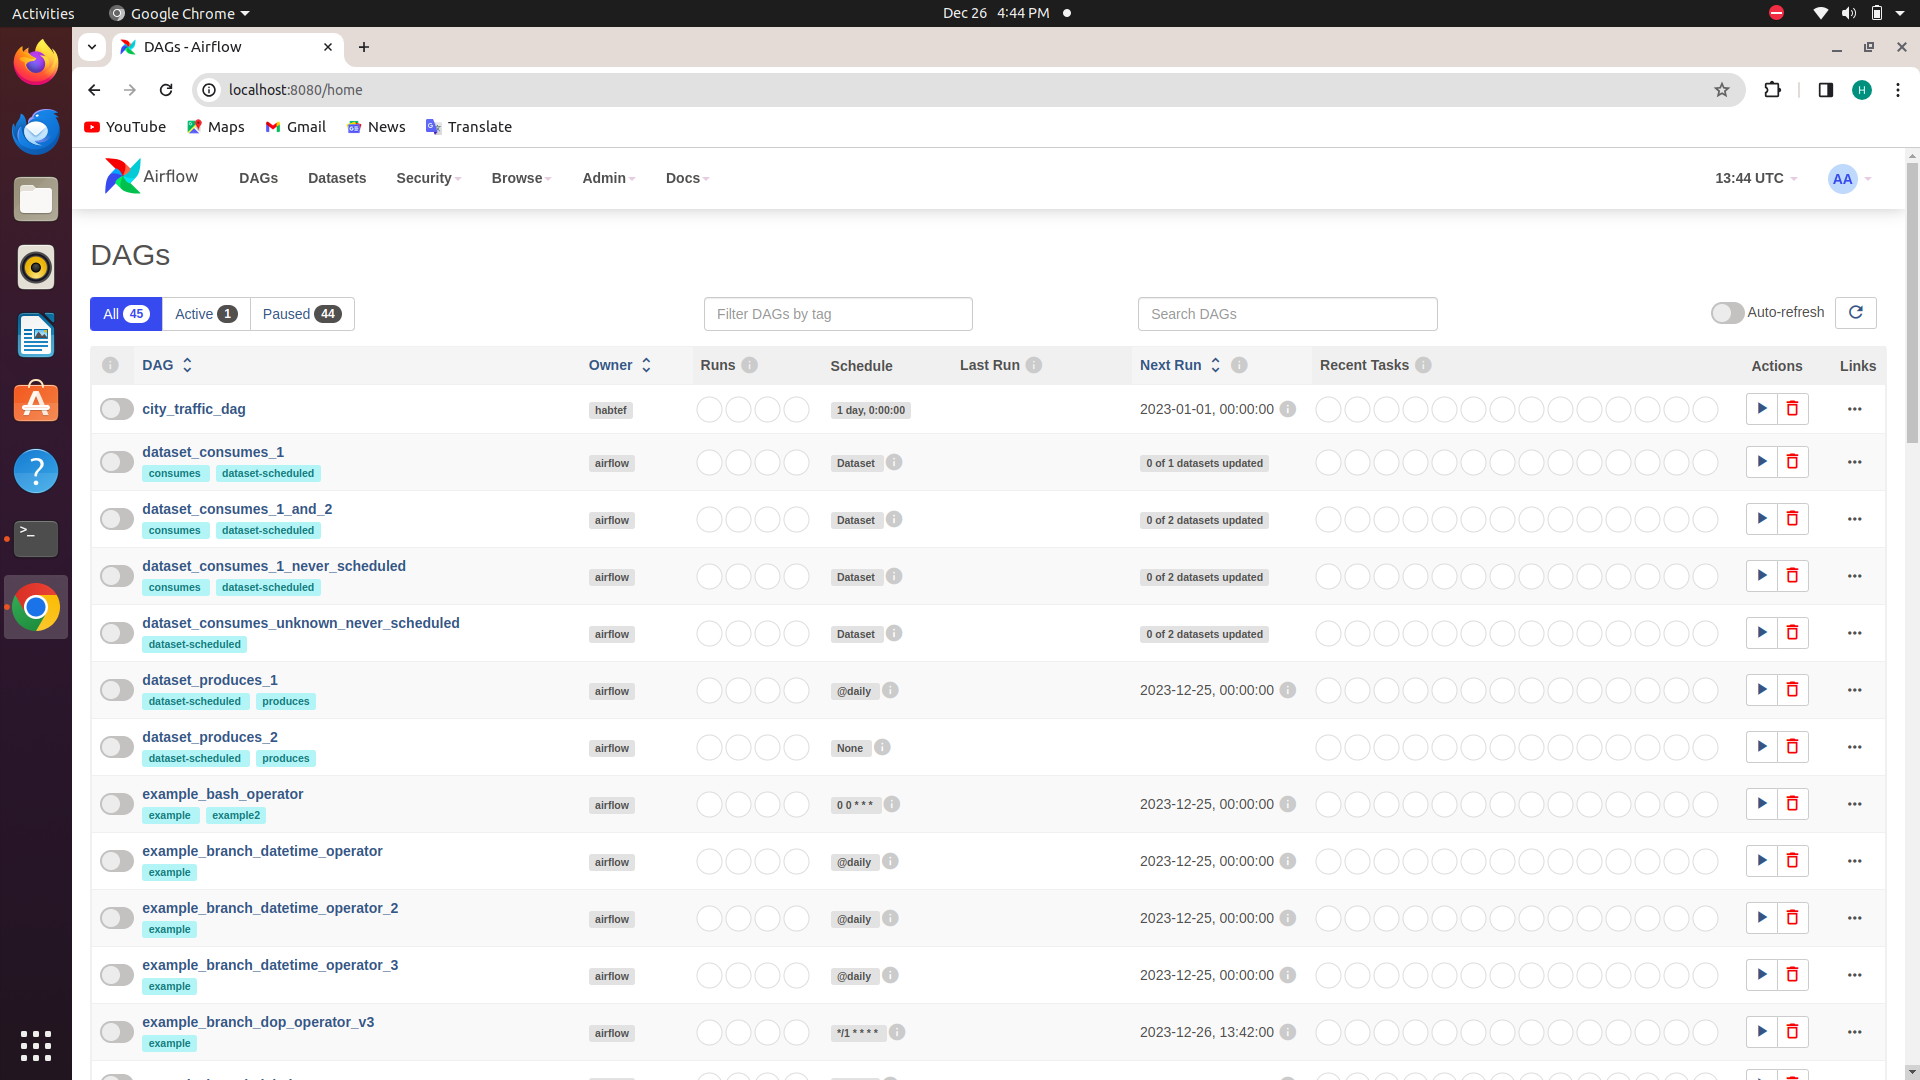 Activities
Google Chrome
Dec 26 4:44 PM
DAGs - Airflow
localhost:8080/home
H
YouTube
Maps
Gmail
News
Translate
Airflow
DAGs
Datasets
Security
Browse
Admin
Docs
13:44 UTC
AA
DAGs
All 45
Active 1
Paused 44
Filter DAGs by tag
Search DAGs
Auto-refresh
DAG Owner Runs Schedule Last Run Next Run Recent Tasks Actions Links
city_traffic_dag habtef 1 day, 0:00:00 2023-01-01, 00:00:00
dataset_consumes_1
consumes dataset-scheduled airflow Dataset 0 of 1 datasets updated
dataset_consumes_1_and_2
consumes dataset-scheduled airflow Dataset 0 of 2 datasets updated
dataset_consumes_1_never_scheduled
consumes dataset-scheduled airflow Dataset 0 of 2 datasets updated
dataset_consumes_unknown_never_scheduled
dataset-scheduled airflow Dataset 0 of 2 datasets updated
dataset_produces_1
dataset-scheduled produces airflow @daily 2023-12-25, 00:00:00
dataset_produces_2
dataset-scheduled produces airflow None
example_bash_operator
example example2 airflow 0 0 * * * 2023-12-25, 00:00:00
example_branch_datetime_operator
example airflow @daily 2023-12-25, 00:00:00
example_branch_datetime_operator_2
example airflow @daily 2023-12-25, 00:00:00
example_branch_datetime_operator_3
example airflow @daily 2023-12-25, 00:00:00
example_branch_dop_operator_v3
example airflow */1 * * * * 2023-12-26, 13:42:00